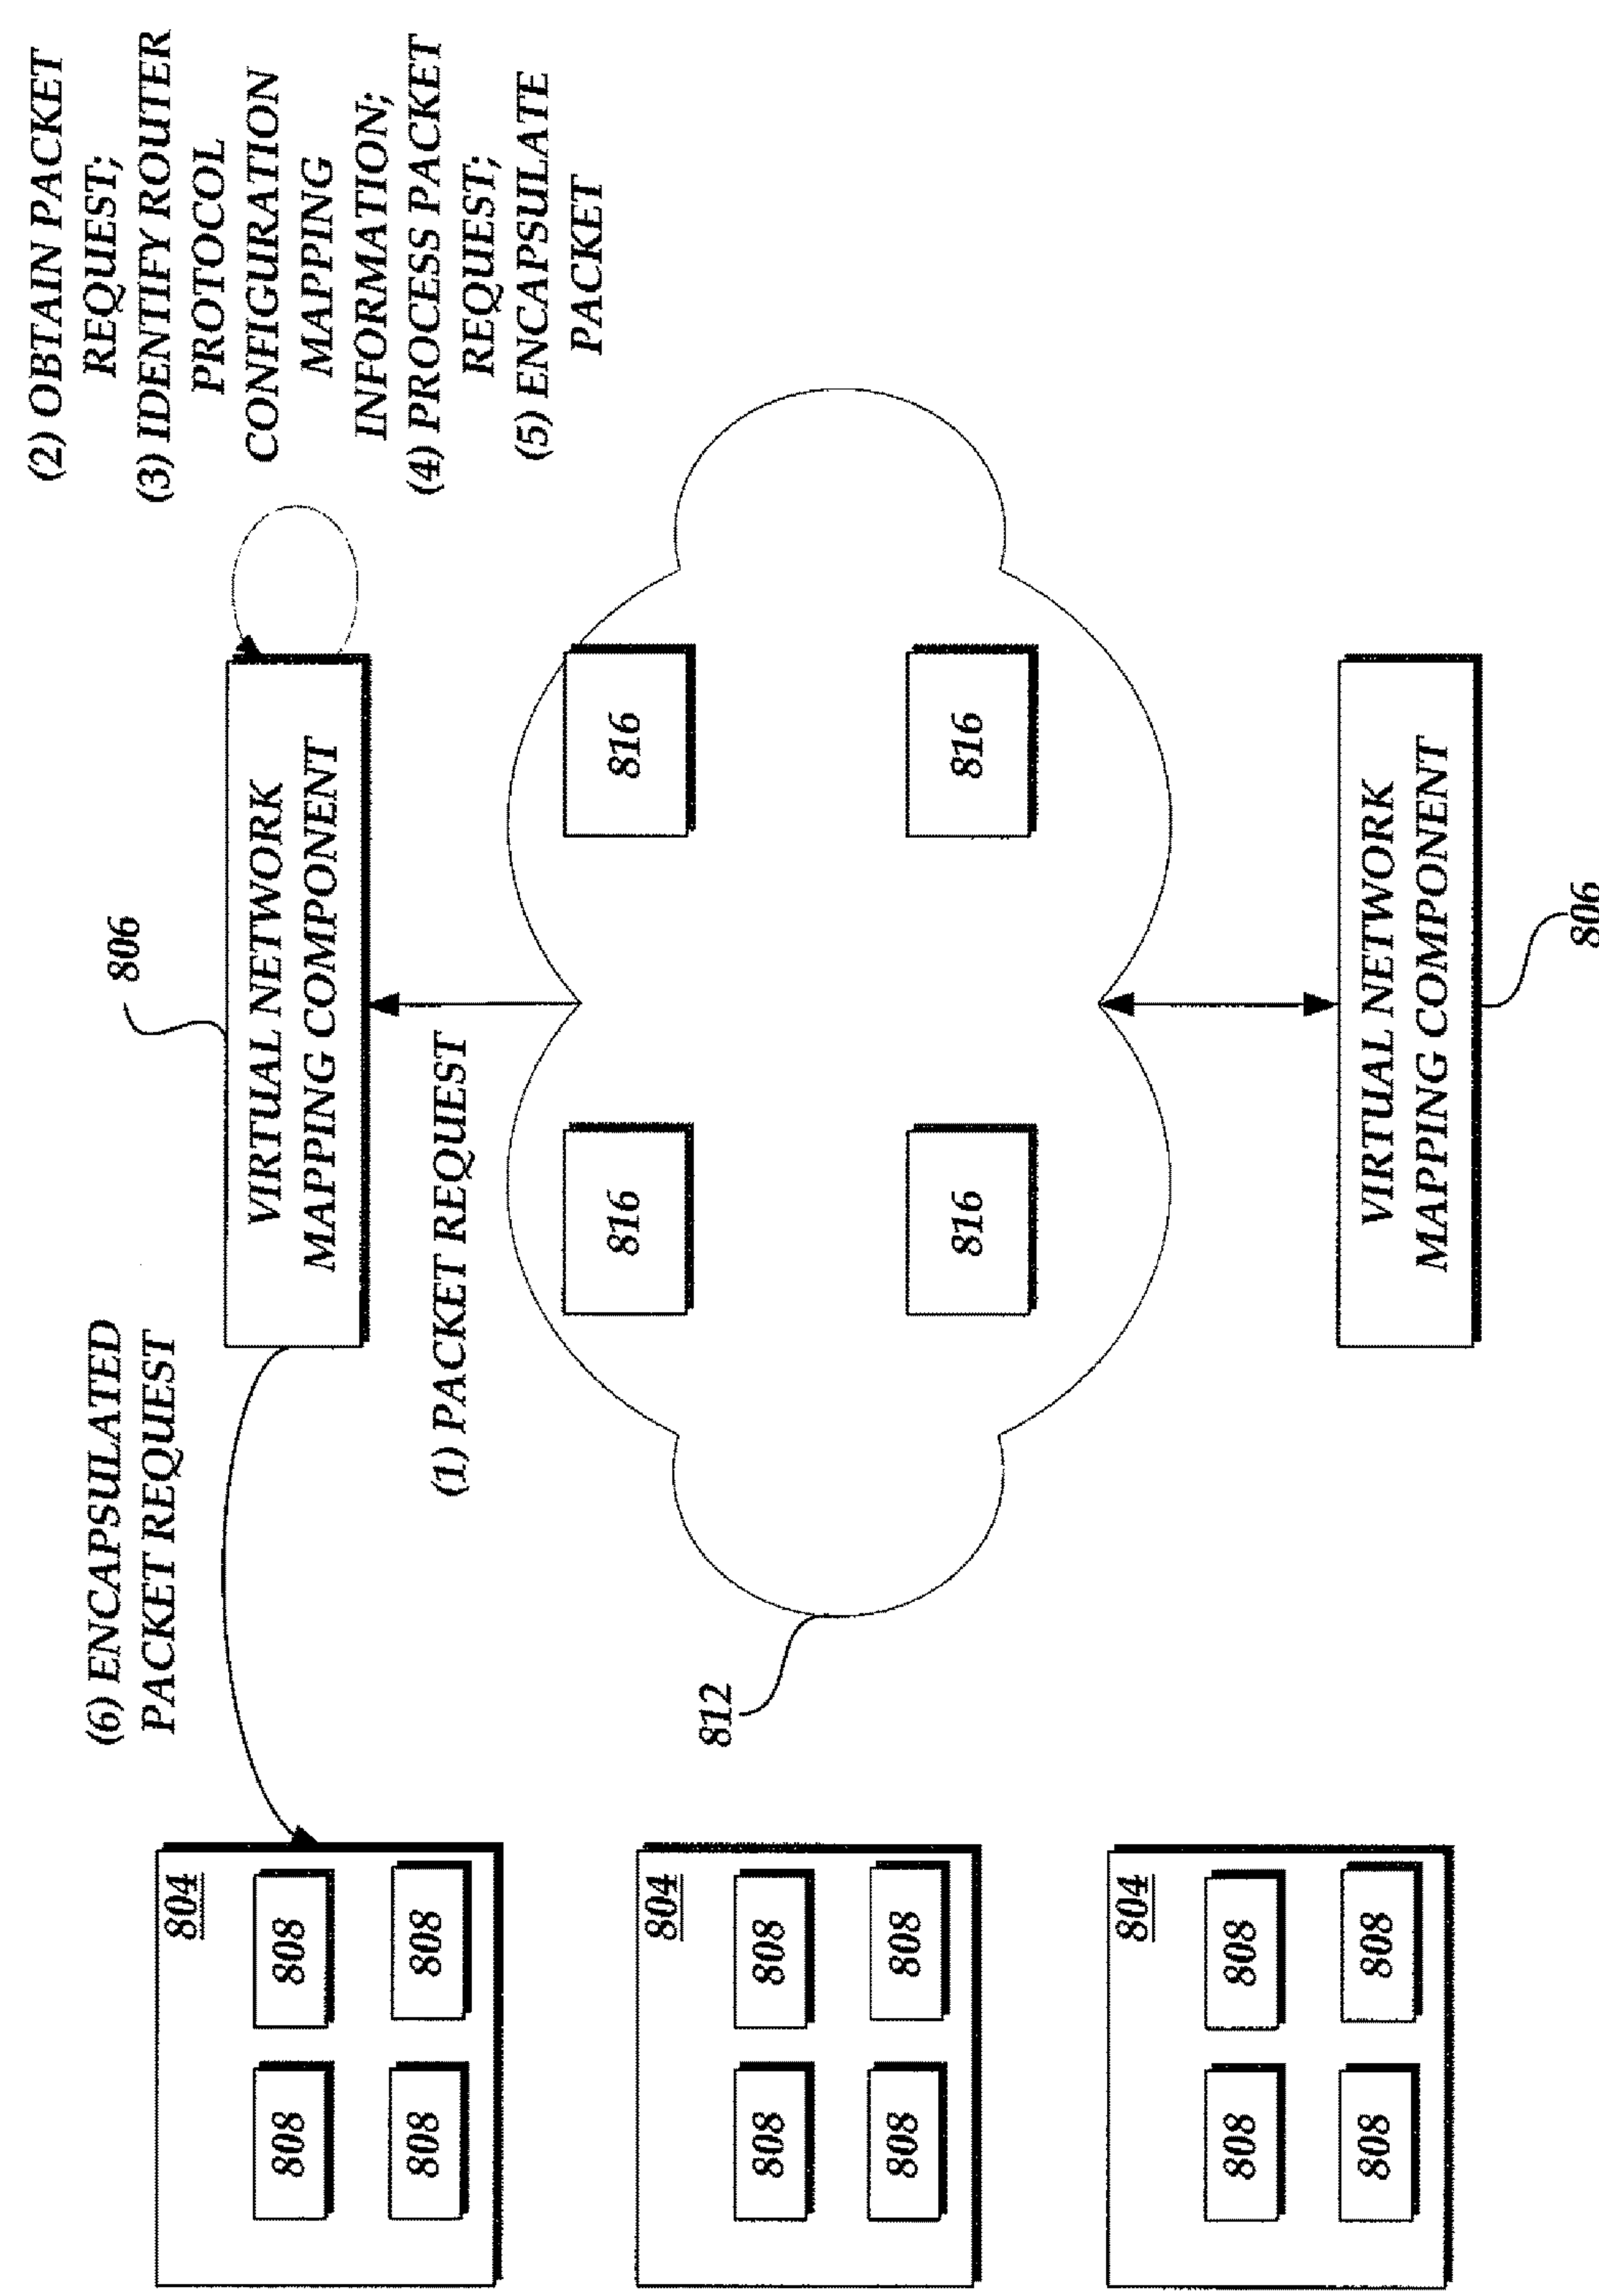 (6) ENCAPSULATED
PACKET REQUEST
806
(2) OBTAIN PACKET
REQUEST;
(3) IDENTIFY ROUTER
PROTOCOL
CONFIGURATION
MAPPING
INFORMATION;
(4) PROCESS PACKET
REQUEST;
(5) ENCAPSULATE
PACKET
804
808 808
808 808
VIRTUAL NETWORK
MAPPING COMPONENT
(1) PACKET REQUEST
816 816
812
804
808 808
808 808
816 816
804
808 808
808 808
VIRTUAL NETWORK
MAPPING COMPONENT
806